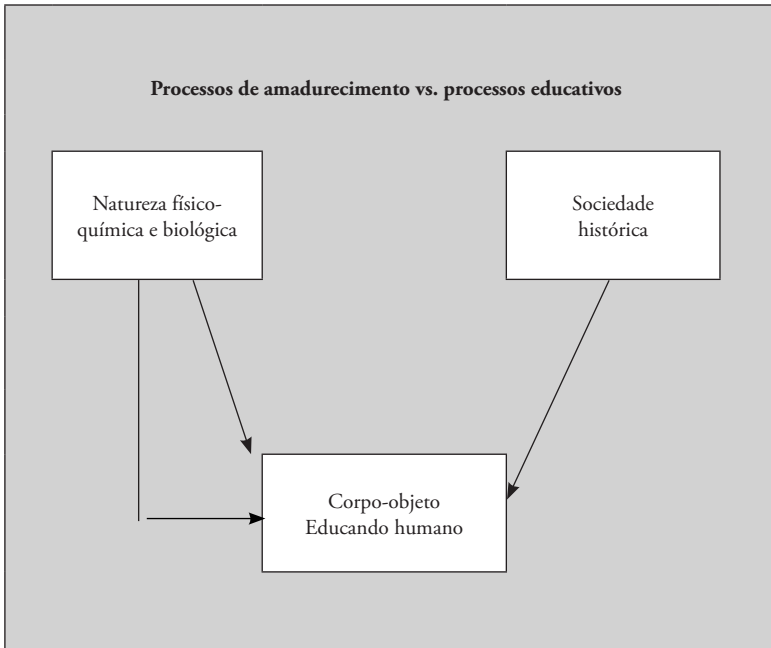 Processos de amadurecimento vs. processos educativos
Natureza físico-
química e biológica
Sociedade
histórica
Corpo-objeto
Educando humano